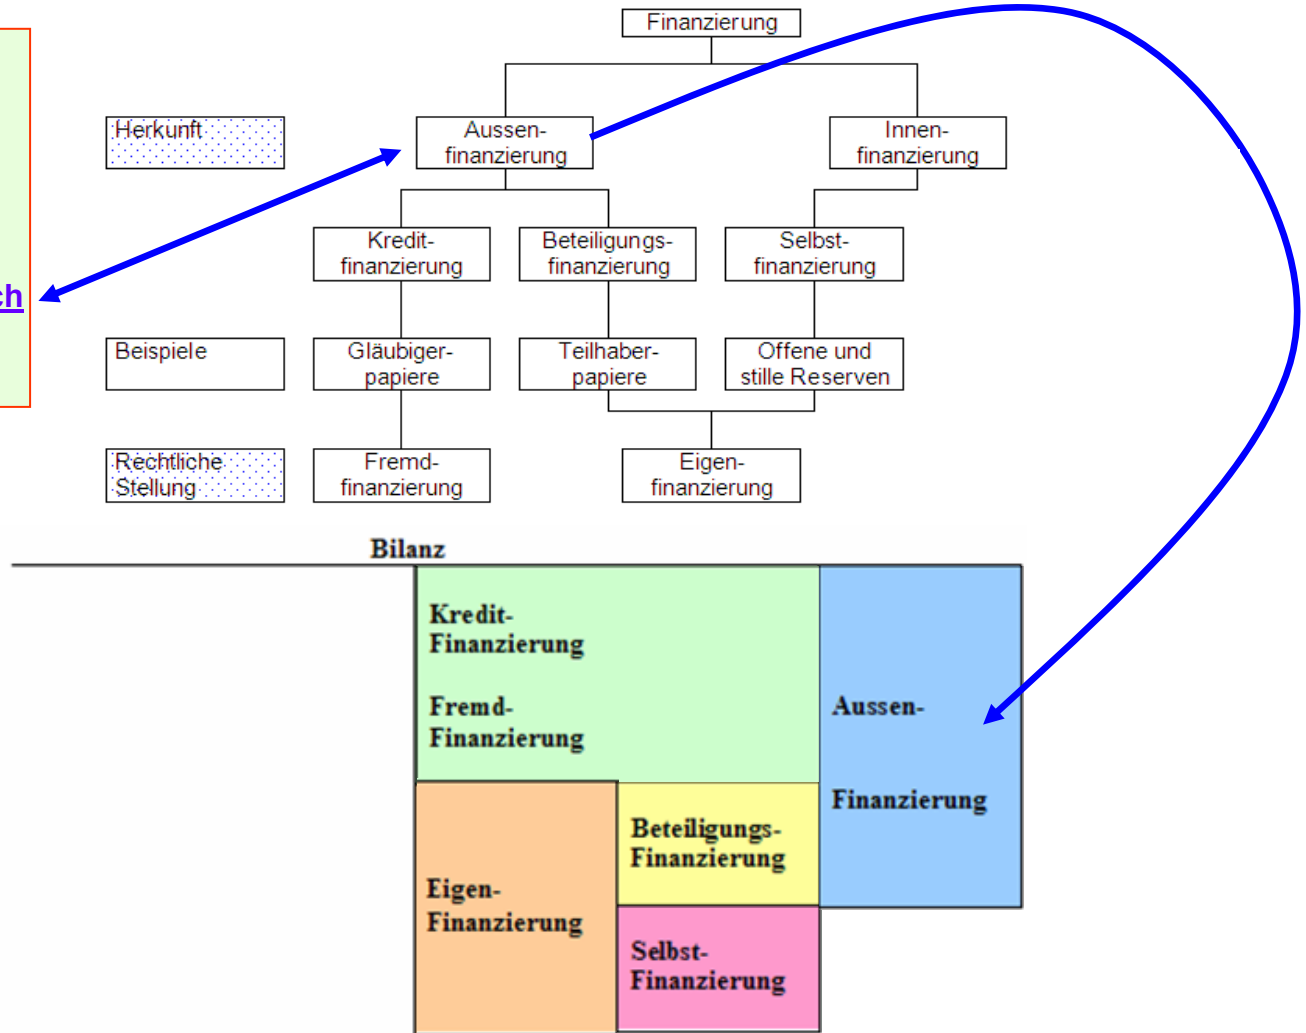 Finanzierung
Herkunft
Aussen-
finanzierung
Innen-
finanzierung
Kredit-
finanzierung
Beteiligungs-
finanzierung
Selbst-
finanzierung
ch
Beispiele
Gläubiger-
papiere
Teilhaber-
papiere
Offene und
stille Reserven
Rechtliche
Stellung
Fremd-
finanzierung
Eigen-
finanzierung
Bilanz
Kredit-
Finanzierung
Fremd-
Finanzierung
Aussen-
Finanzierung
Beteiligungs-
Finanzierung
Eigen-
Finanzierung
Selbst-
Finanzierung